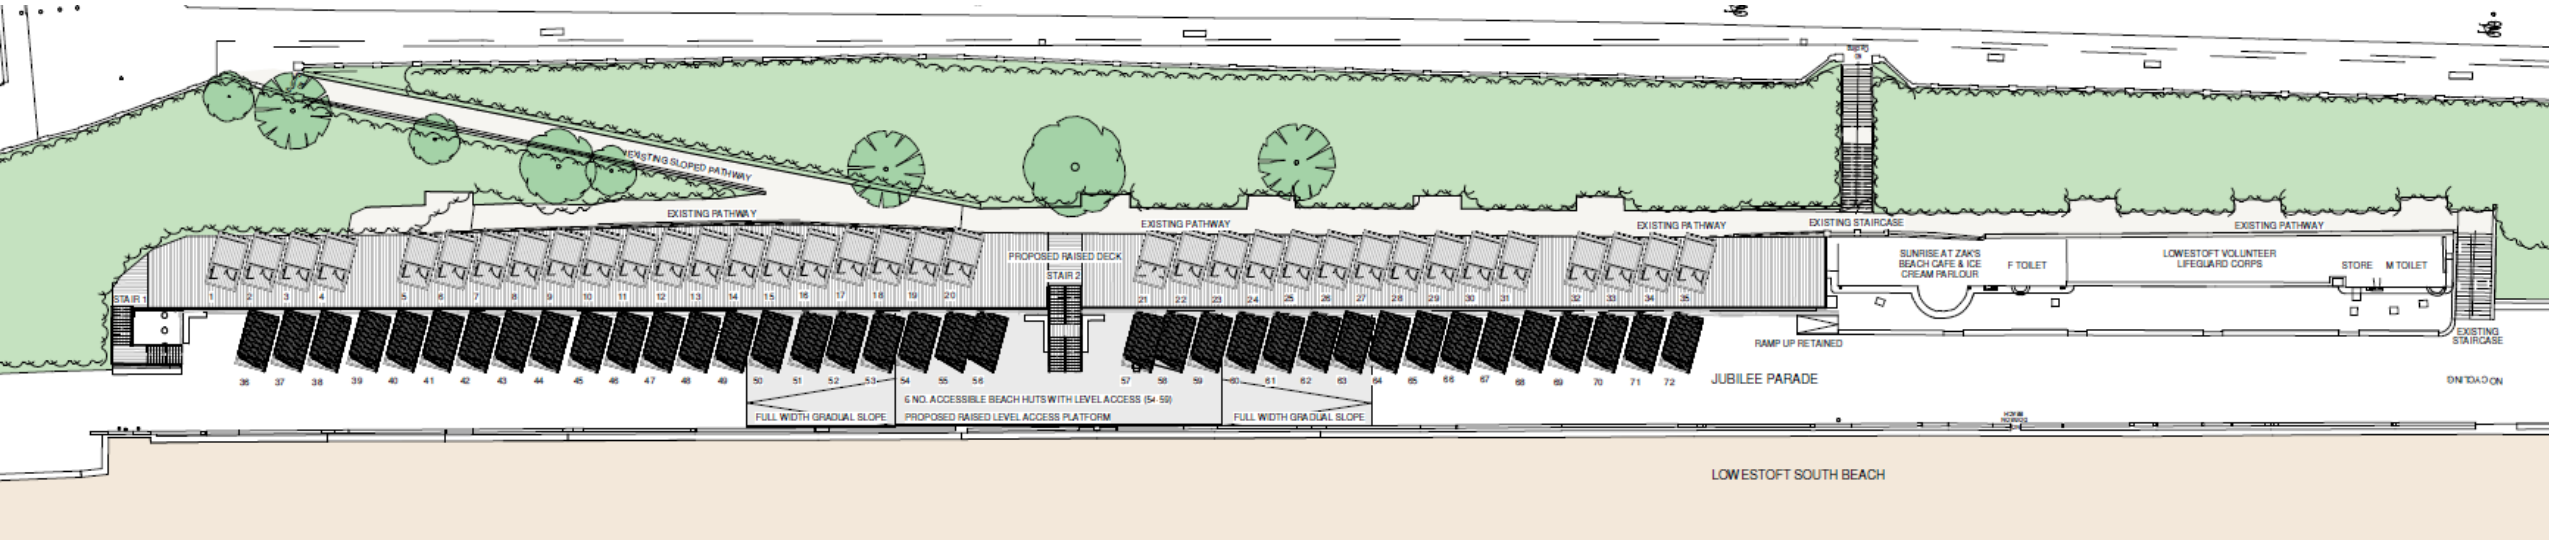 EXISTING SLOPED PATHWAY
EXISTING PATHWAY
EXISTING PATHWAY
EXISTING PATHWAY
EXISTING STAIRCASE
EXISTING PATHWAY
PROPOSED RAISED DECK
STAIR 2
STAIR 1
SUNRISE AT ZAK'S
BEACH CAFE & ICE
CREAM PARLOUR
F TOILET
LOWESTOFT VOLUNTEER
LIFEGUARD CORPS
STORE
M TOILET
1 2 3 4 5 6 7 8 9 10 11 12 13 14 15 16 17 18 19 20
21 22 23 24 25 26 27 28 29 30 31 32 33 34 35
EXISTING
STAIRCASE
RAMP UP RETAINED
36 37 38 39 40 41 42 43 44 45 46 47 48 49 50 51 52 53 54 55 56
57 58 59 60 61 62 63 64 65 66 67 68 69 70 71 72
JUBILEE PARADE
NO CYCLING
6 NO. ACCESSIBLE BEACH HUTS WITH LEVEL ACCESS (54-59)
FULL WIDTH GRADUAL SLOPE
PROPOSED RAISED LEVEL ACCESS PLATFORM
FULL WIDTH GRADUAL SLOPE
LOWESTOFT SOUTH BEACH